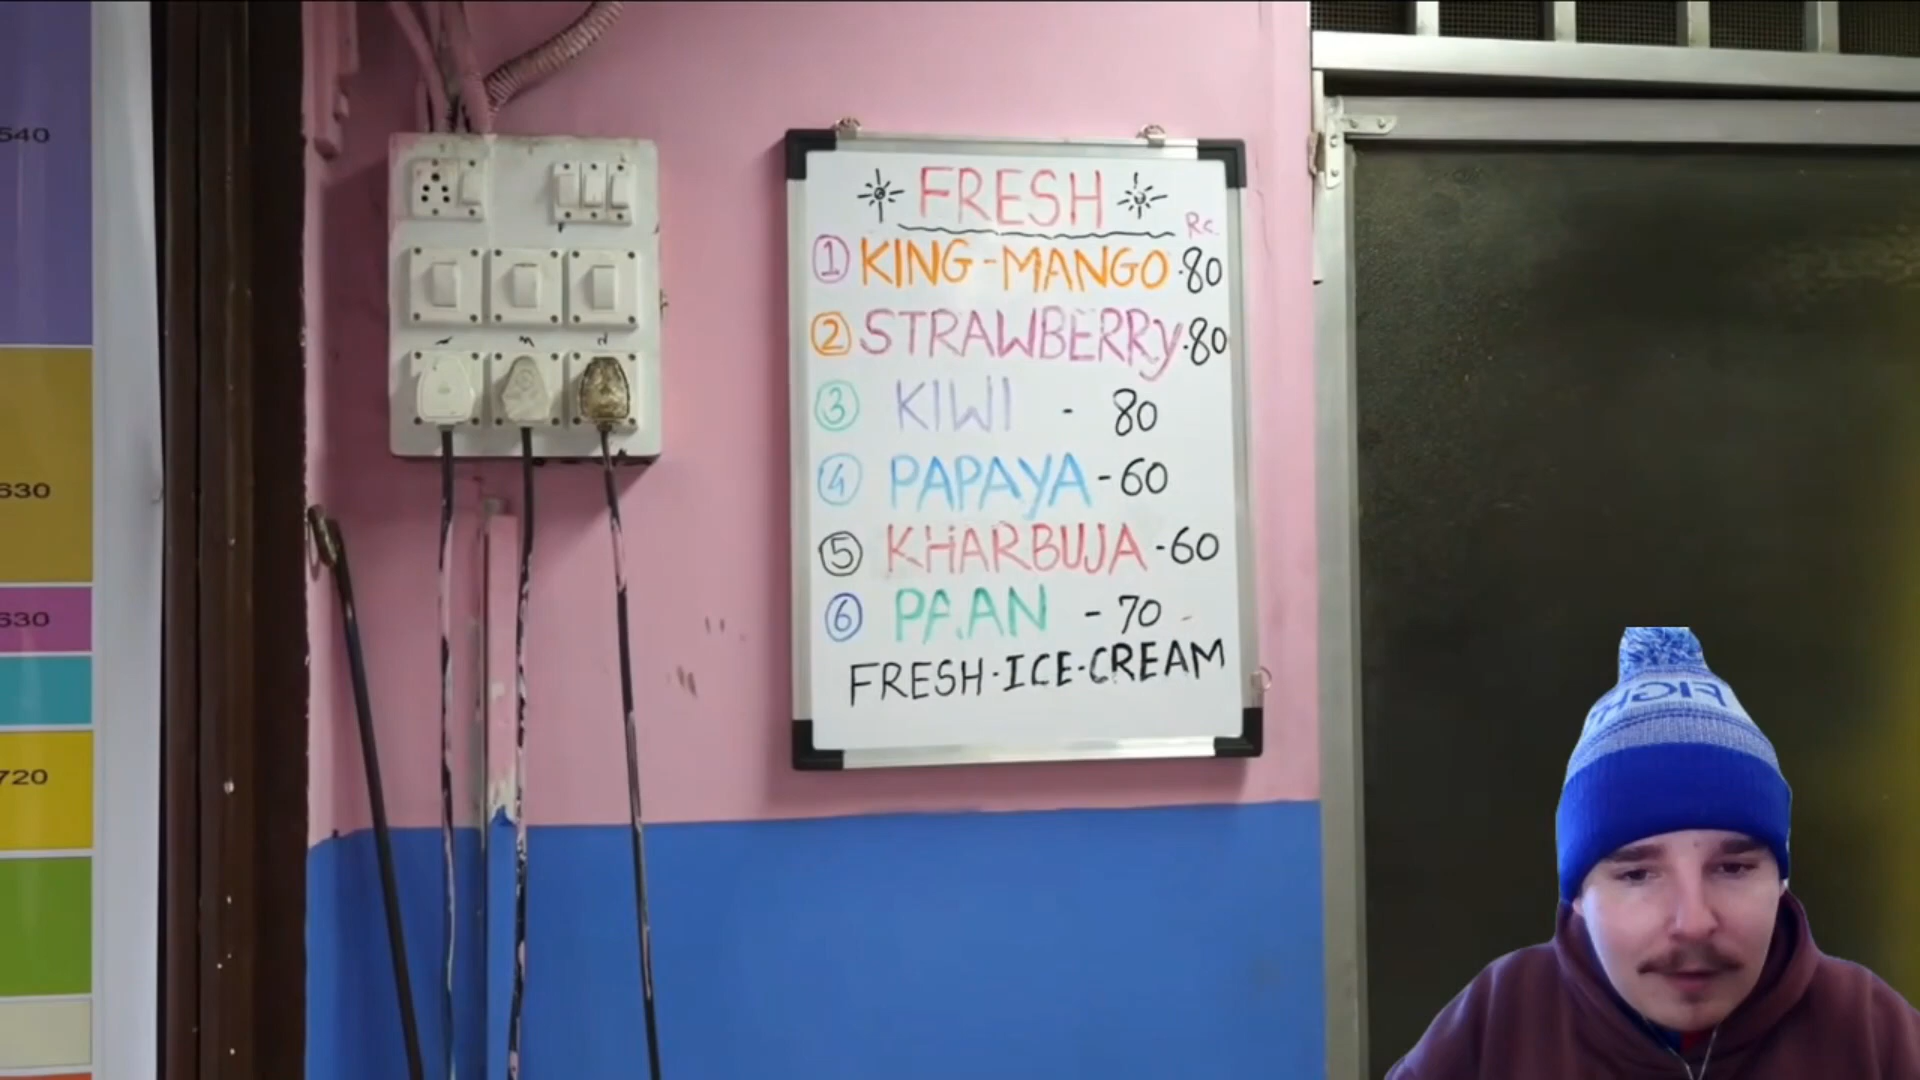 540
630
630
720
FRESH
Rs.
① KING-MANGO 80
② STRAWBERRY 80
③ KIWI - 80
④ PAPAYA - 60
⑤ KHARBUJA - 60
⑥ PAAN - 70
FRESH-ICE-CREAM